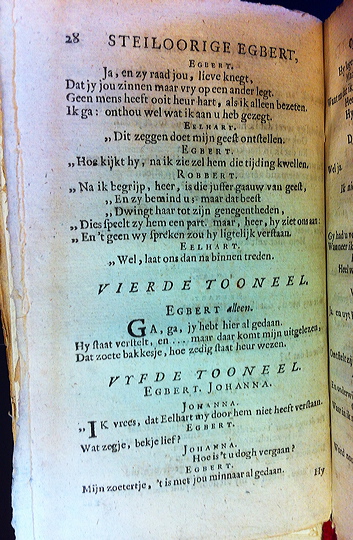 28 STEILOORIGE EGBERT,
EGBERT.
Ja, en zy raad jou, lieve knegt,
Dat jy jou zinnen maar vry op een ander legt.
Geen mens heeft ooit heur hart, als ik alleen bezeten.
Ik ga: onthou wel wat ik aan u heb gezegt.
EELHART.
„Dit zeggen doet mijn geest ontstellen.
EGBERT.
„Hoe kijkt hy, na ik zie zel hem die tijding kwellen.
ROBBERT.
„Na ik begrijp, heer, is die juffer gaauw van geest,
„En zy bemind u: maar dat beest
„Dwingt haar tot zijn genegentheden,
„Dies speelt zy hem een part. maar, heer, hy ziet ons aan:
„En 't geen wy spreken zou hy ligtelijk verstaan.
EELHART.
„Wel, laat ons dan na binnen treden.
VIERDE TOONEEL.
EGBERT alleen.
GA, ga, jy hebt hier al gedaan.
Hy staat verstelt, en ... maar daar komt mijn uitgelezen,
Dat zoete bakkesje, hoe zedig staat heur wezen.
VYFDE TOONEEL.
EGBERT, JOHANNA.
JOHANNA.
„IK vrees, dat Eelhart my door hem niet heeft verstaan.
EGBERT.
Wat zegje, bekje lief?
JOHANNA.
Hoe is 't u dogh vergaan?
EGBERT.
Mijn zoetertje, 't is met jou minnaar al gedaan.
Hy